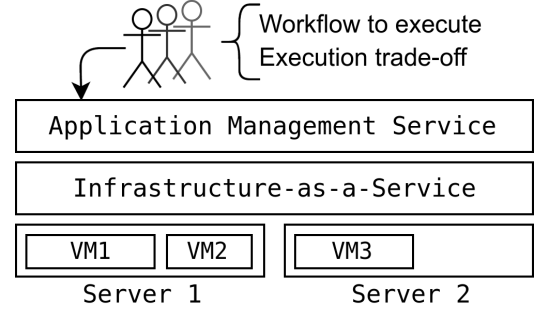 Workflow to execute
Execution trade-off
Application Management Service
Infrastructure-as-a-Service
VM1 VM2 VM3
Server 1 Server 2